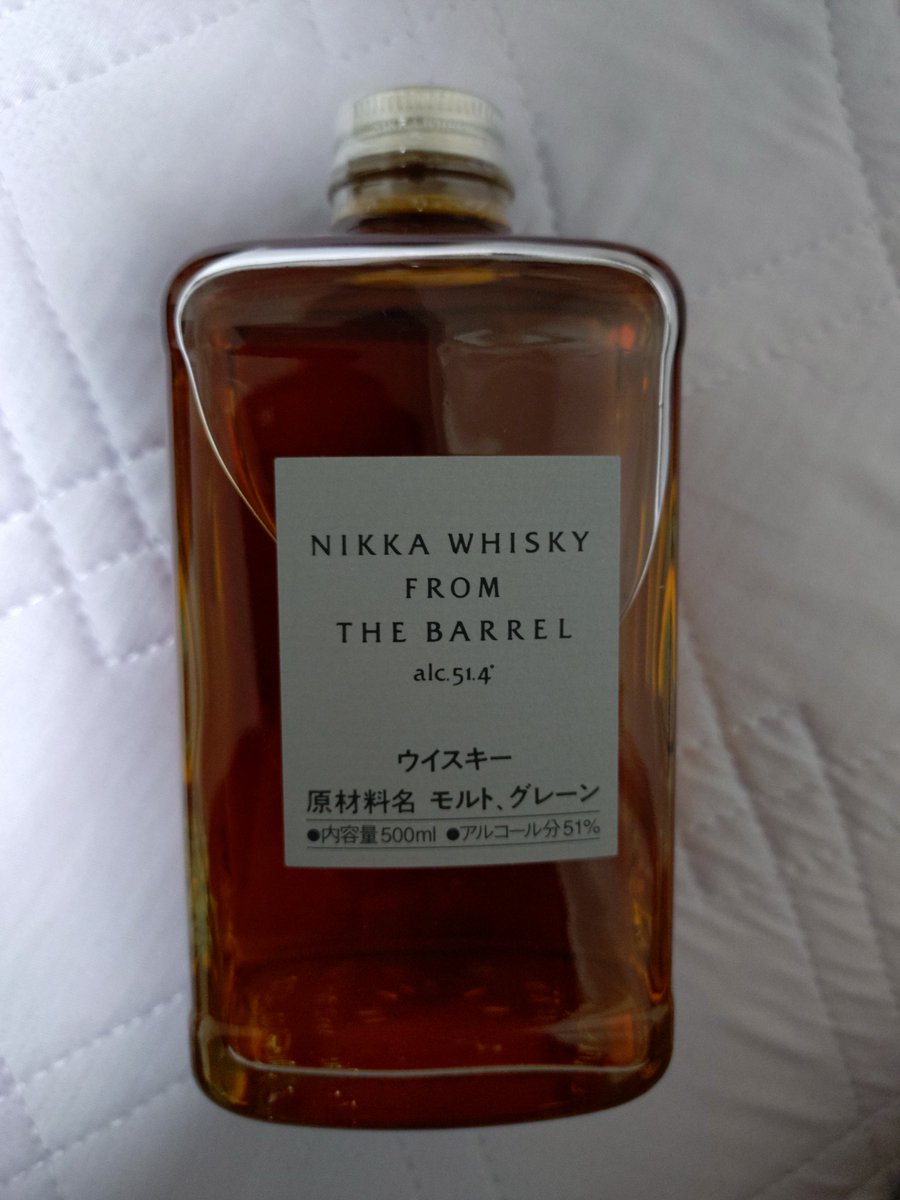 NIKKA WHISKY
FROM
THE BARREL
alc.51.4°
ウイスキー
原材料名 モルト、グレーン
●内容量500ml ●アルコール分51%